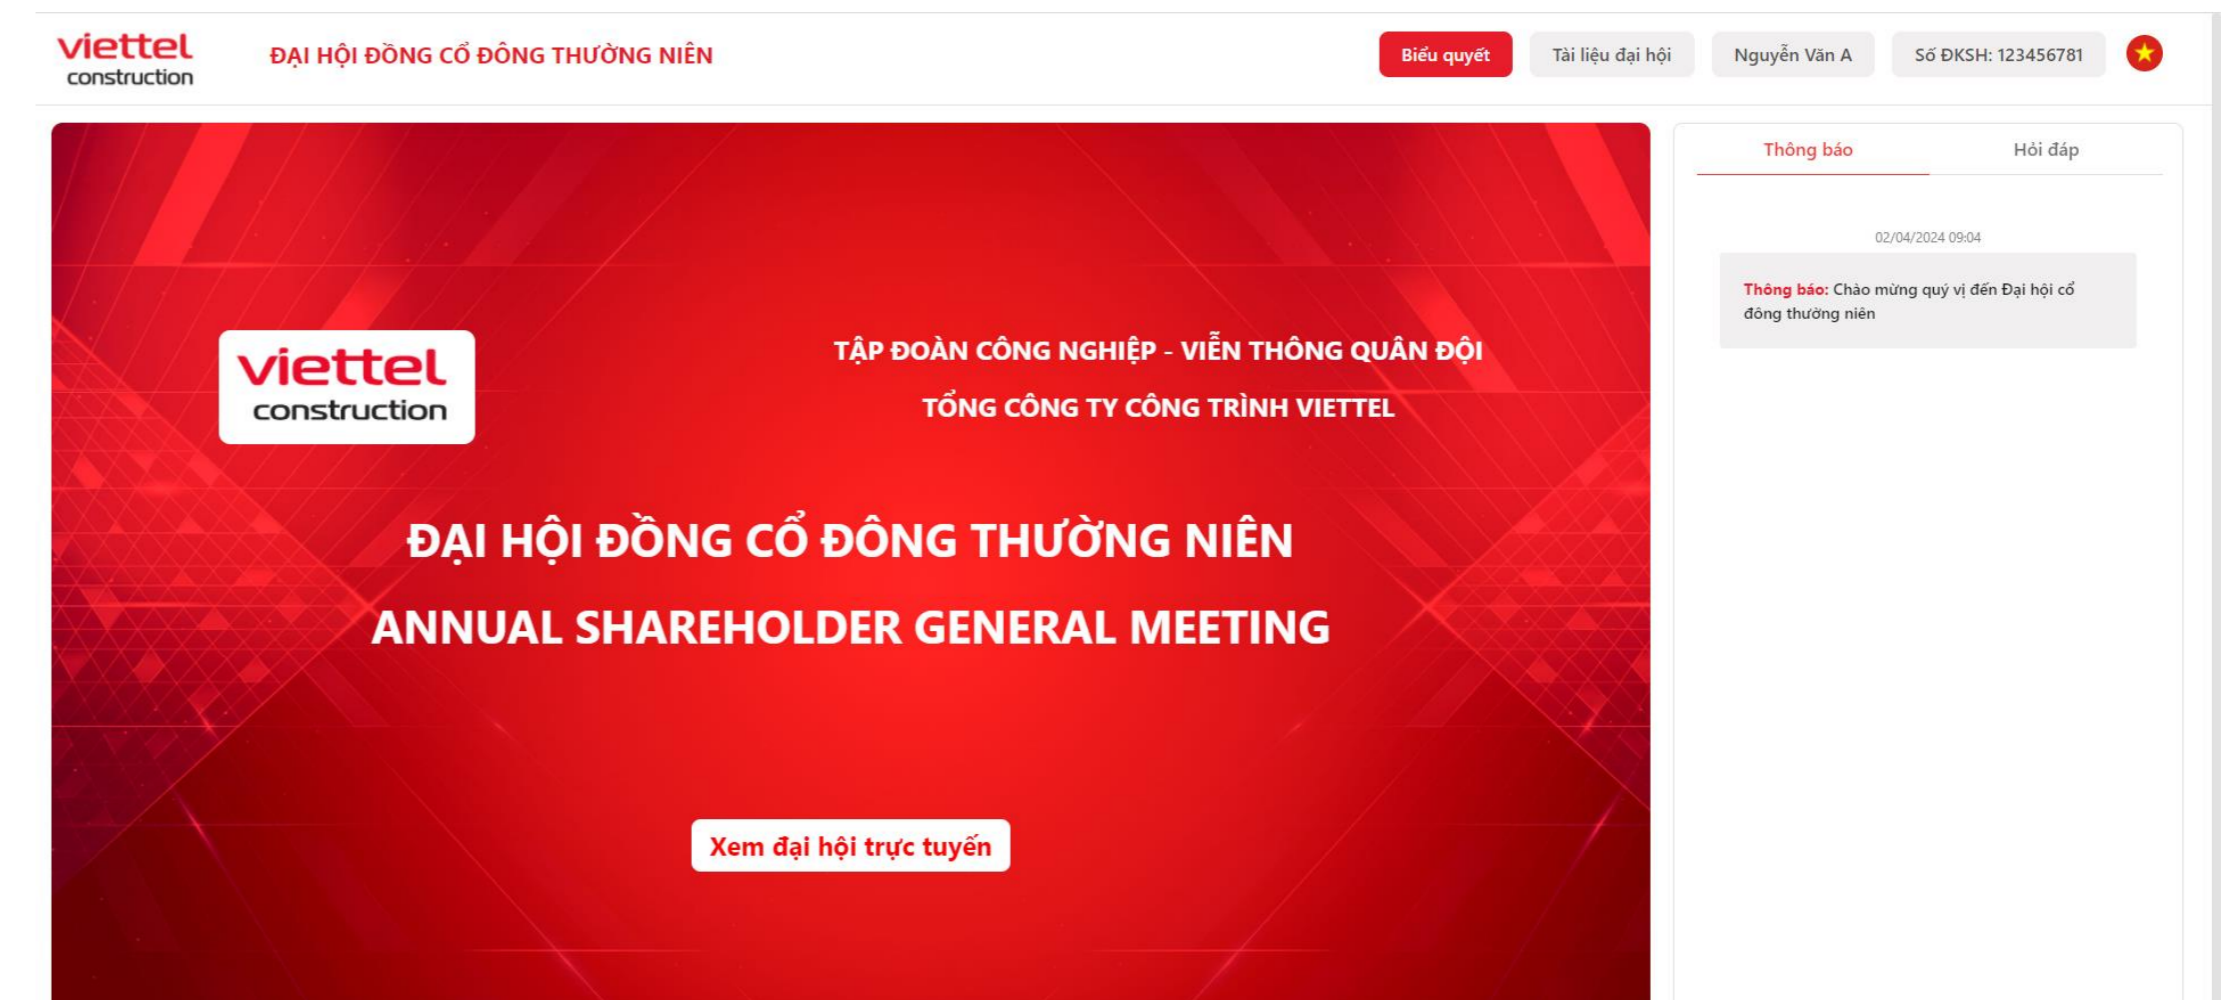 viettel
construction
ĐẠI HỘI ĐỒNG CỔ ĐÔNG THƯỜNG NIÊN
Biểu quyết
Tài liệu đại hội
Nguyễn Văn A
Số ĐKSH: 123456781
viettel
construction
TẬP ĐOÀN CÔNG NGHIỆP - VIỄN THÔNG QUÂN ĐỘI
TỔNG CÔNG TY CÔNG TRÌNH VIETTEL
ĐẠI HỘI ĐỒNG CỔ ĐÔNG THƯỜNG NIÊN
ANNUAL SHAREHOLDER GENERAL MEETING
Xem đại hội trực tuyến
Thông báo
Hỏi đáp
02/04/2024 09:04
Thông báo: Chào mừng quý vị đến Đại hội cổ
đông thường niên